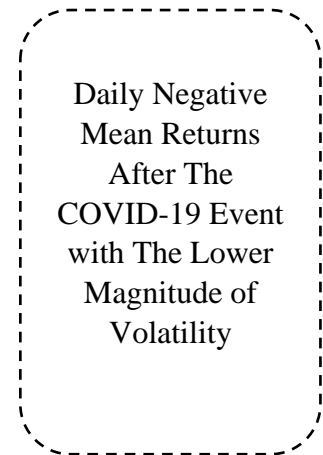 Daily Negative
Mean Returns
After The
COVID-19 Event
with The Lower
Magnitude of
Volatility